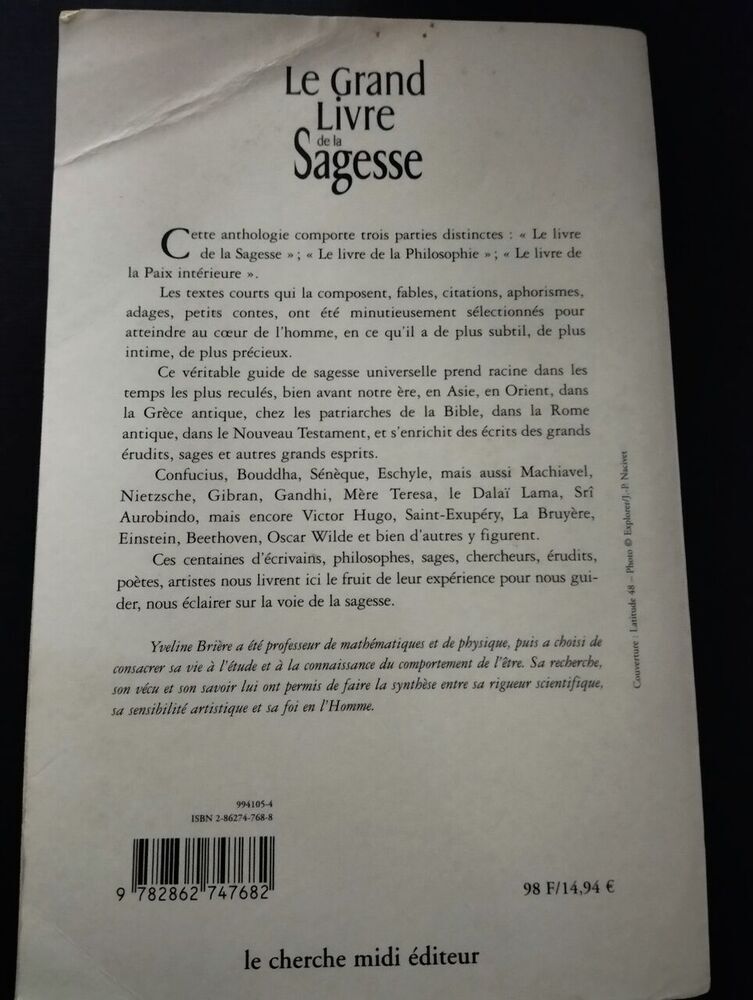 Le Grand
Livre
de la
Sagesse
Cette anthologie comporte trois parties distinctes : « Le livre
de la Sagesse » ; « Le livre de la Philosophie » ; « Le livre de
la Paix intérieure ».
Les textes courts qui la composent, fables, citations, aphorismes,
adages, petits contes, ont été minutieusement sélectionnés pour
atteindre au cœur de l'homme, en ce qu'il a de plus subtil, de plus
intime, de plus précieux.
Ce véritable guide de sagesse universelle prend racine dans les
temps les plus reculés, bien avant notre ère, en Asie, en Orient, dans
la Grèce antique, chez les patriarches de la Bible, dans la Rome
antique, dans le Nouveau Testament, et s'enrichit des écrits des grands
érudits, sages et autres grands esprits.
Confucius, Bouddha, Sénèque, Eschyle, mais aussi Machiavel,
Nietzsche, Gibran, Gandhi, Mère Teresa, le Dalaï Lama, Srî
Aurobindo, mais encore Victor Hugo, Saint-Exupéry, La Bruyère,
Einstein, Beethoven, Oscar Wilde et bien d'autres y figurent.
Ces centaines d'écrivains, philosophes, sages, chercheurs, érudits,
poètes, artistes nous livrent ici le fruit de leur expérience pour nous gui-
der, nous éclairer sur la voie de la sagesse.
Yveline Brière a été professeur de mathématiques et de physique, puis a choisi de
consacrer sa vie à l'étude et à la connaissance du comportement de l'être. Sa recherche,
son vécu et son savoir lui ont permis de faire la synthèse entre sa rigueur scientifique,
sa sensibilité artistique et sa foi en l'Homme.
Couverture : Latitude 48 – Photo © Explorer/J.-P. Nacivet
994105-4
ISBN 2-86274-768-8
9 782862 747682
98 F/14,94 €
le cherche midi éditeur